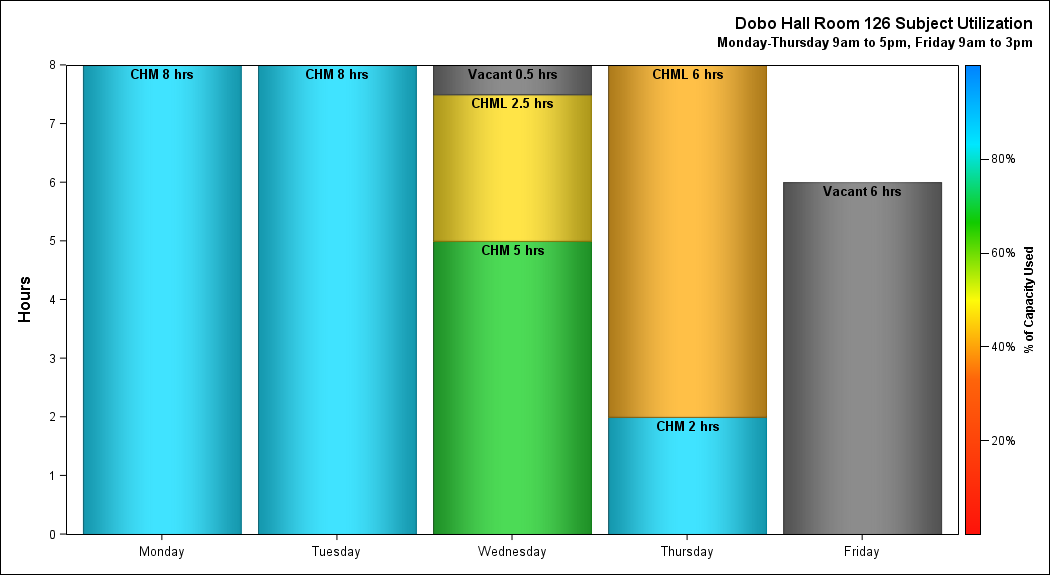 Dobo Hall Room 126 Subject Utilization
Monday-Thursday 9am to 5pm, Friday 9am to 3pm
Hours
8
7
6
5
4
3
2
1
0
CHM 8 hrs
CHM 8 hrs
Vacant 0.5 hrs
CHML 2.5 hrs
CHM 5 hrs
CHML 6 hrs
CHM 2 hrs
Vacant 6 hrs
Monday
Tuesday
Wednesday
Thursday
Friday
80%
60%
40%
20%
% of Capacity Used